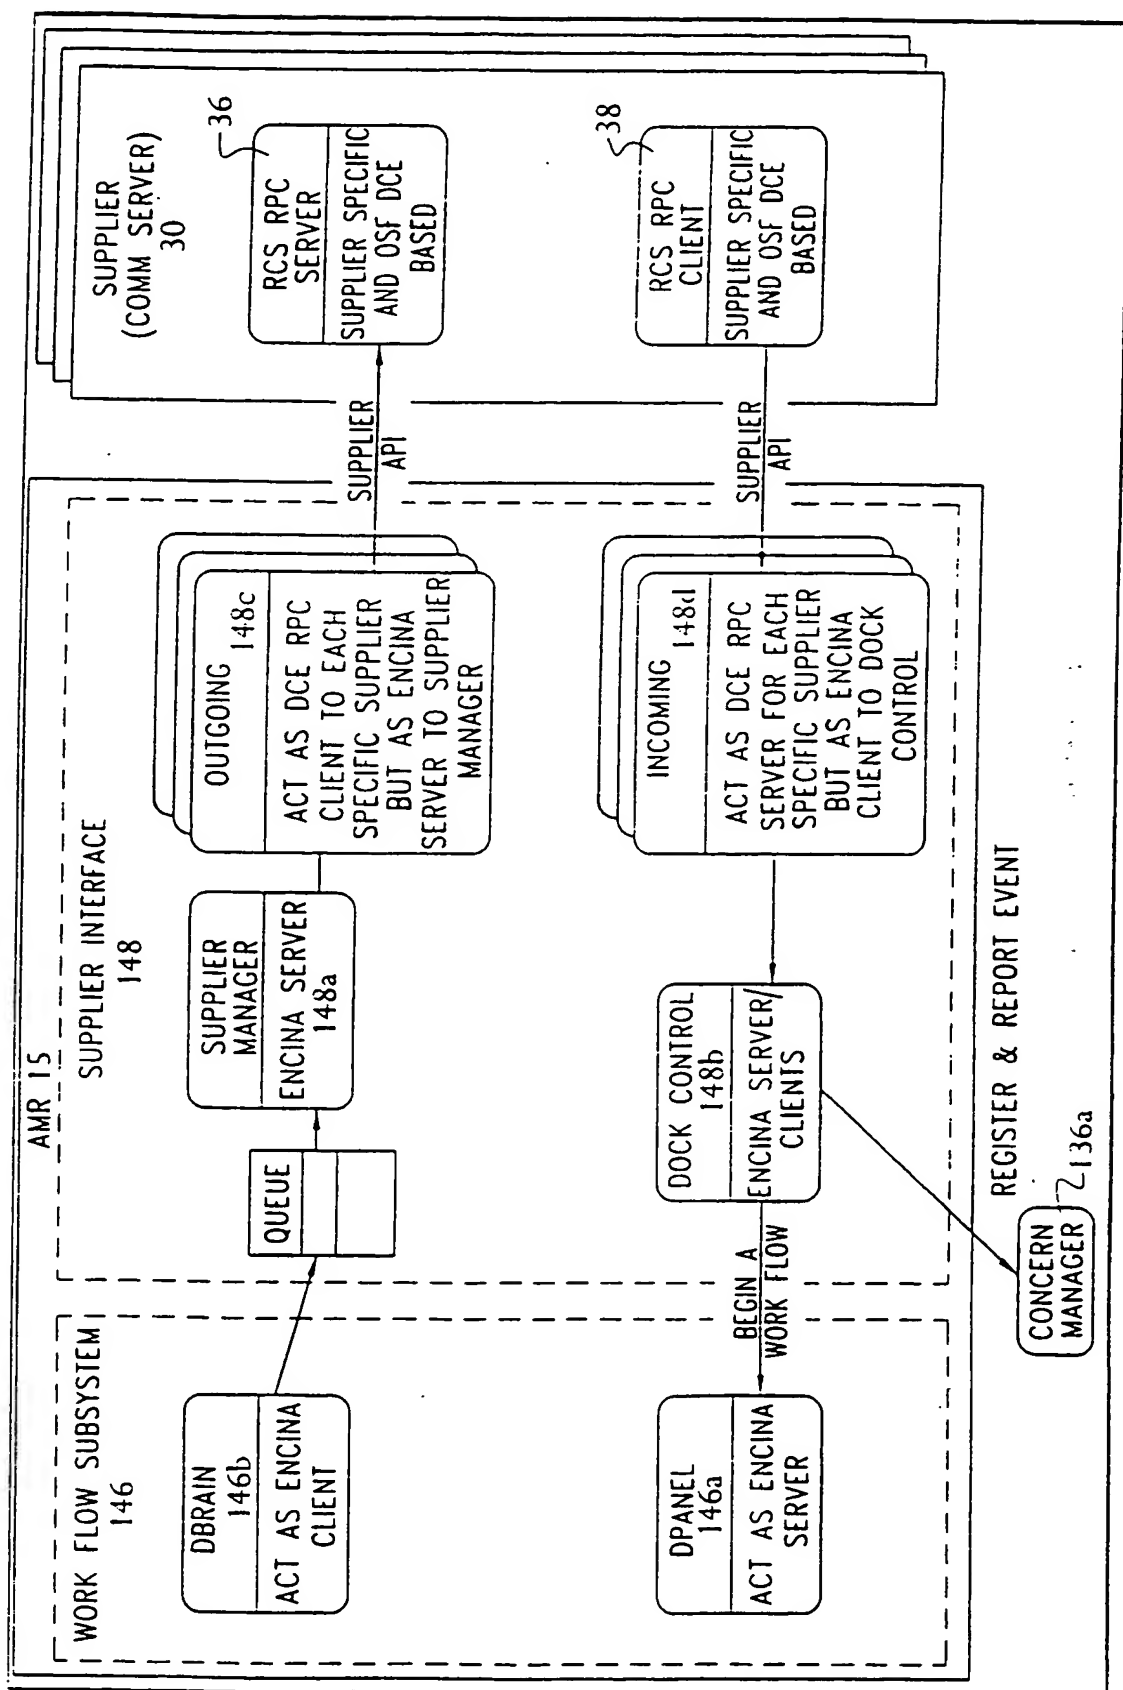 AMR 15
WORK FLOW SUBSYSTEM
146
DBRAIN
146b
ACT AS ENCINA
CLIENT
DPANEL
146a
ACT AS ENCINA
SERVER
SUPPLIER INTERFACE
148
QUEUE
SUPPLIER
MANAGER
ENCINA SERVER
148a
OUTGOING
148c
ACT AS DCE RPC
CLIENT TO EACH
SPECIFIC SUPPLIER
BUT AS ENCINA
SERVER TO SUPPLIER
MANAGER
BEGIN A
WORK FLOW
DOCK CONTROL
148b
ENCINA SERVER/
CLIENTS
INCOMING
148d
ACT AS DCE RPC
SERVER FOR EACH
SPECIFIC SUPPLIER
BUT AS ENCINA
CLIENT TO DOCK
CONTROL
SUPPLIER
API
SUPPLIER
API
SUPPLIER
(COMM SERVER)
30
36
RCS RPC
SERVER
SUPPLIER SPECIFIC
AND OSF DCE
BASED
38
RCS RPC
CLIENT
SUPPLIER SPECIFIC
AND OSF DCE
BASED
REGISTER & REPORT EVENT
CONCERN
MANAGER
136a